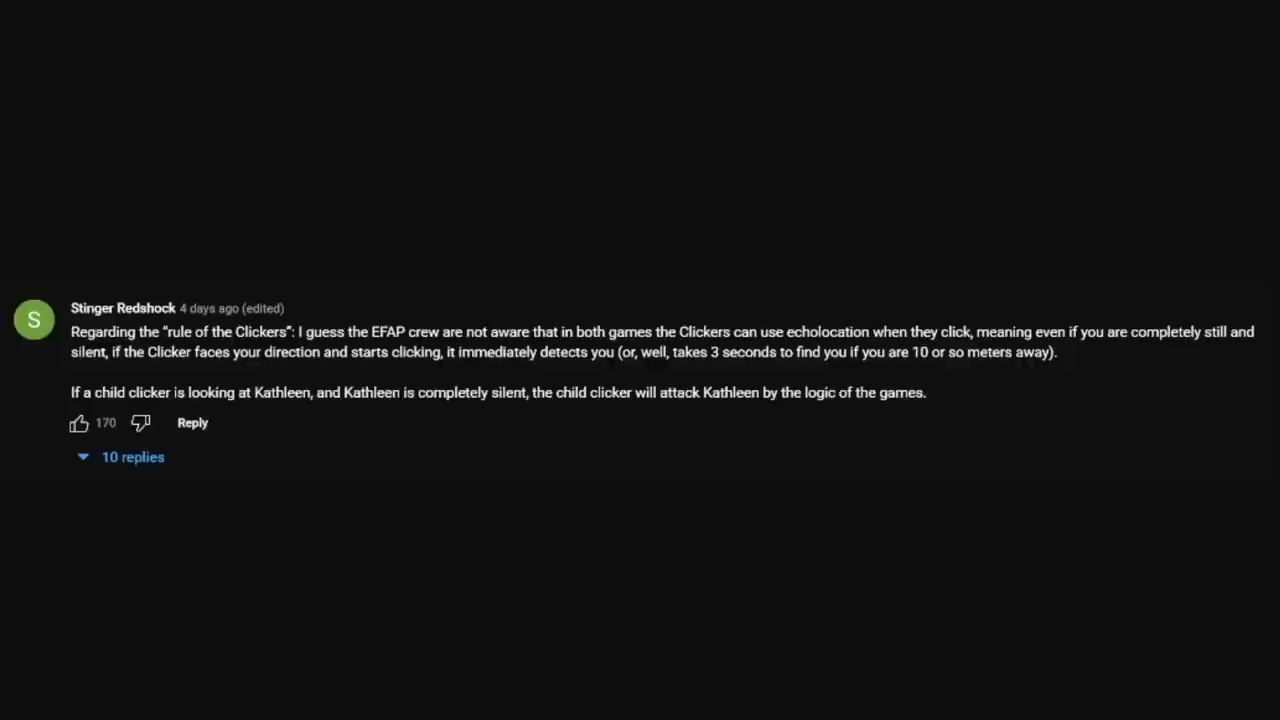 S
Stinger Redshock 4 days ago (edited)
Regarding the "rule of the Clickers": I guess the EFAP crew are not aware that in both games the Clickers can use echolocation when they click, meaning even if you are completely still and
silent, if the Clicker faces your direction and starts clicking, it immediately detects you (or, well, takes 3 seconds to find you if you are 10 or so meters away).
If a child clicker is looking at Kathleen, and Kathleen is completely silent, the child clicker will attack Kathleen by the logic of the games.
170 Reply
10 replies